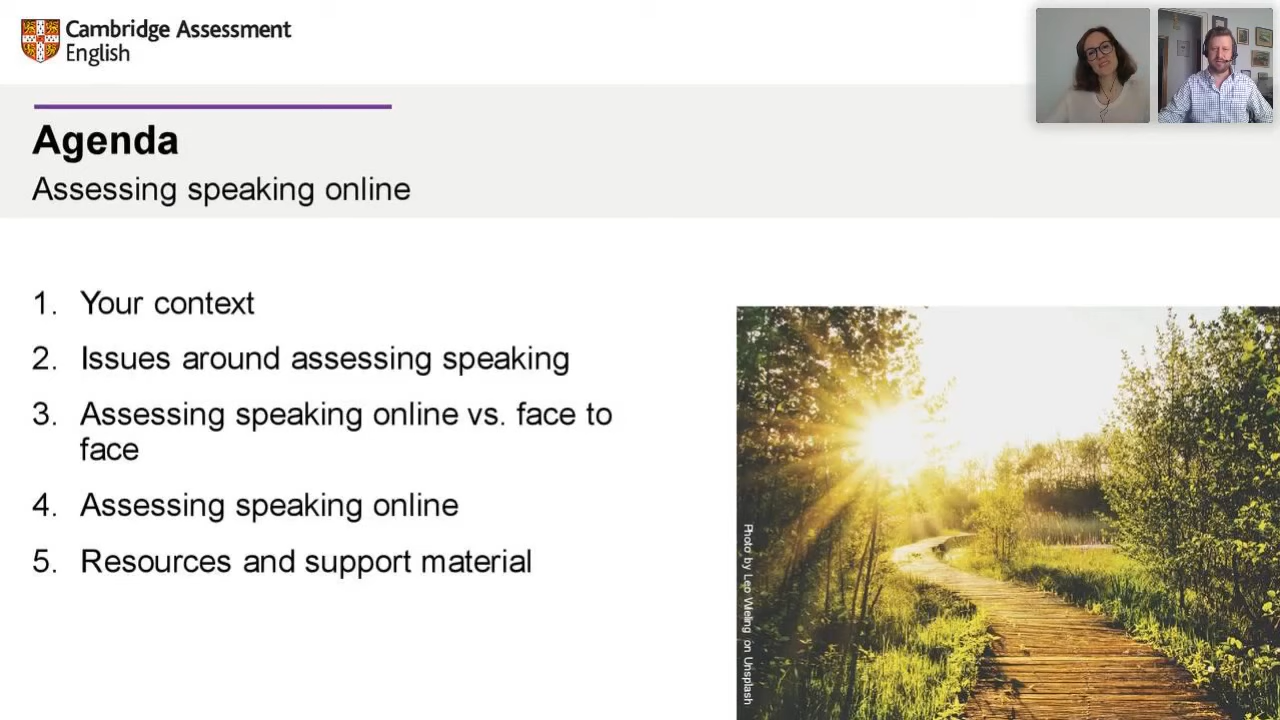 Cambridge Assessment
English
Agenda
Assessing speaking online
1. Your context
2. Issues around assessing speaking
3. Assessing speaking online vs. face to
face
4. Assessing speaking online
5. Resources and support material
Photo by Leo Wieling on Unsplash